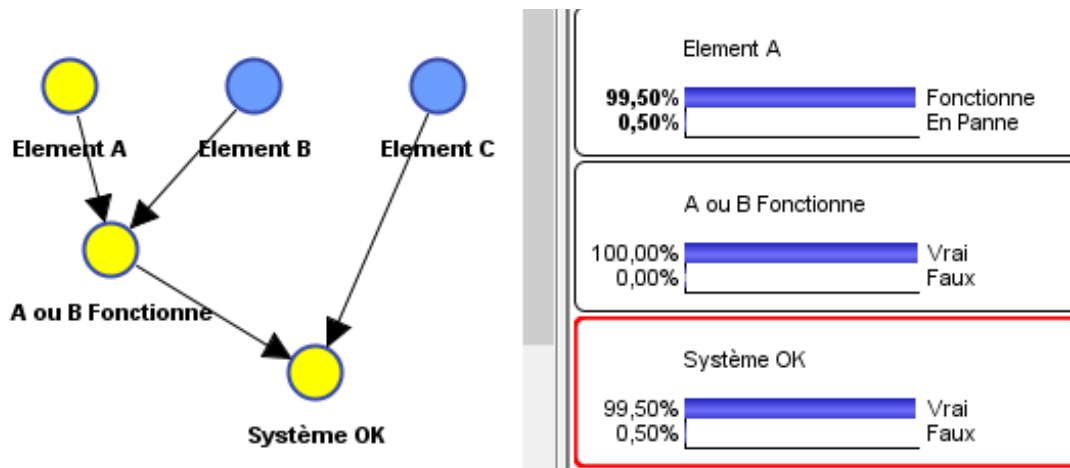 Element A
Element B
Element C
A ou B Fonctionne
Système OK
Element A
99,50% Fonctionne
0,50% En Panne
A ou B Fonctionne
100,00% Vrai
0,00% Faux
Système OK
99,50% Vrai
0,50% Faux